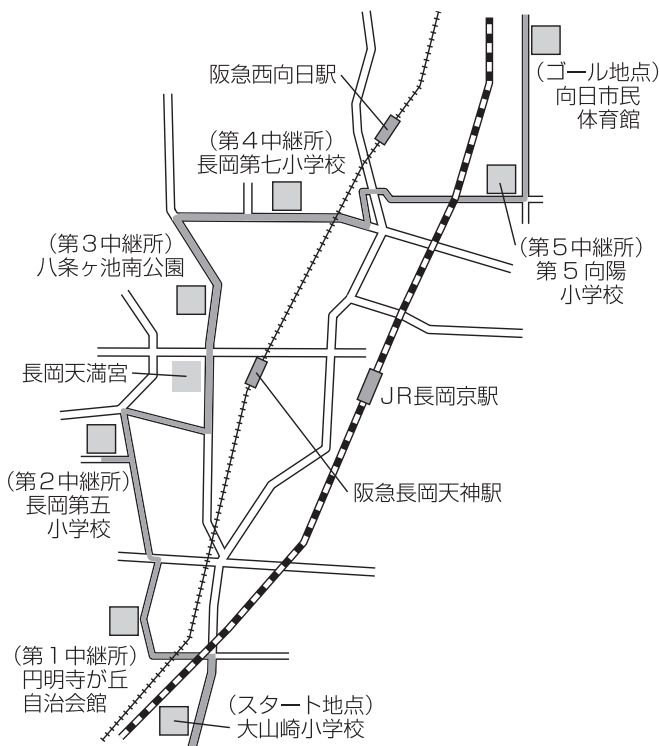 阪急西向日駅
(ゴール地点)
向日市民
体育館
(第4中継所)
長岡第七小学校
(第3中継所)
八条ヶ池南公園
(第5中継所)
第5向陽
小学校
長岡天満宮
JR長岡京駅
(第2中継所)
長岡第五
小学校
阪急長岡天神駅
(第1中継所)
円明寺が丘
自治会館
(スタート地点)
大山崎小学校